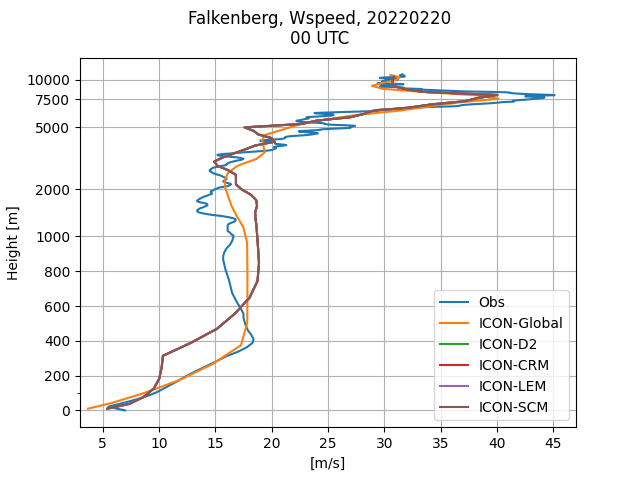 Falkenberg, Wspeed, 20220220
00 UTC
10000
7500
5000
2000
1000
800
600
400
200
0
Height [m]
Obs
ICON-Global
ICON-D2
ICON-CRM
ICON-LEM
ICON-SCM
5 10 15 20 25 30 35 40 45
[m/s]